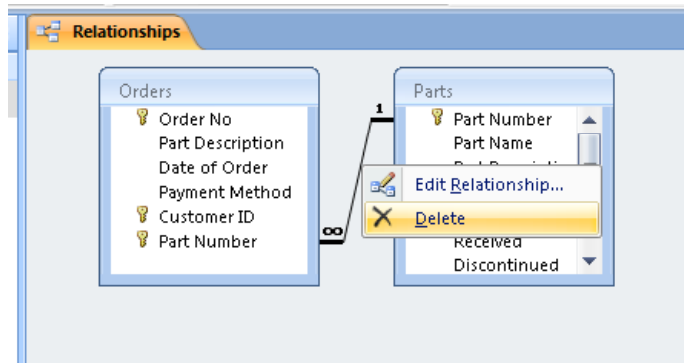 Relationships
Orders
Order No
Part Description
Date of Order
Payment Method
Customer ID
Part Number
∞
1
Parts
Part Number
Part Name
Edit Relationship...
Delete
Received
Discontinued